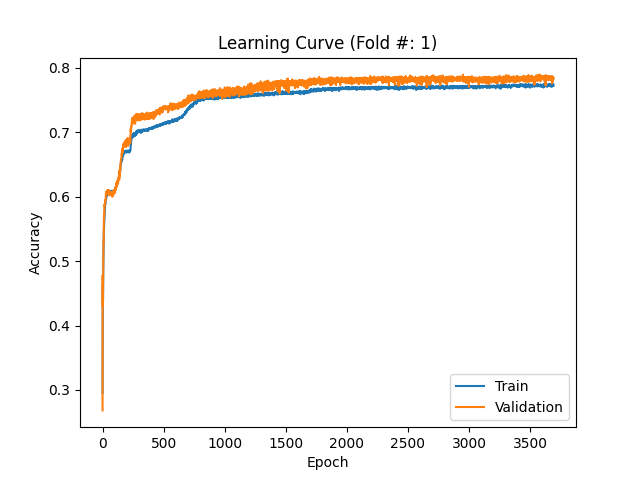 Learning Curve (Fold #: 1)
0.8
0.7
0.6
0.5
0.4
0.3
Accuracy
Train
Validation
0 500 1000 1500 2000 2500 3000 3500
Epoch